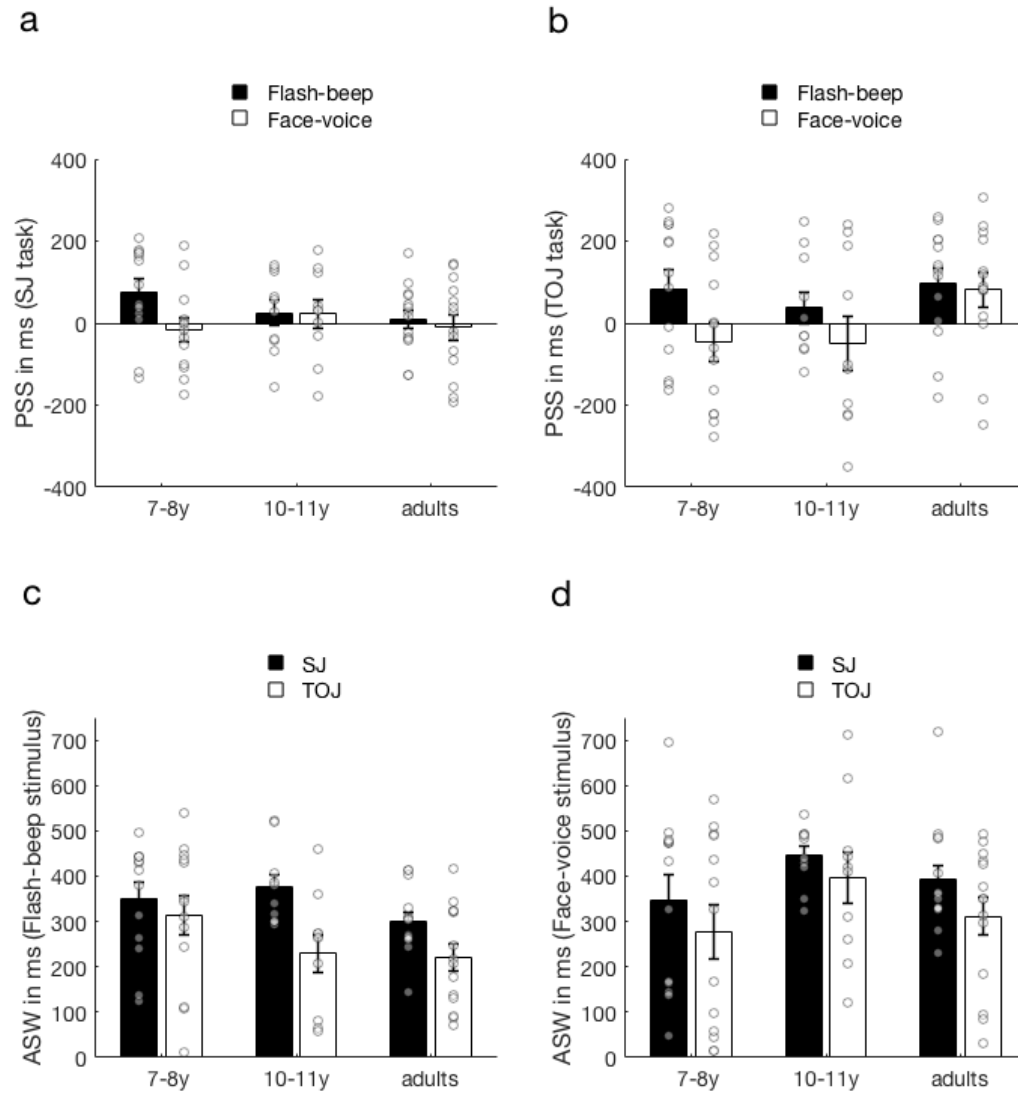 a
Flash-beep
Face-voice
PSS in ms (SJ task)
400
200
0
-200
-400
7-8y
10-11y
adults
b
Flash-beep
Face-voice
PSS in ms (TOJ task)
400
200
0
-200
-400
7-8y
10-11y
adults
c
SJ
TOJ
ASW in ms (Flash-beep stimulus)
700
600
500
400
300
200
100
0
7-8y
10-11y
adults
d
SJ
TOJ
ASW in ms (Face-voice stimulus)
700
600
500
400
300
200
100
0
7-8y
10-11y
adults